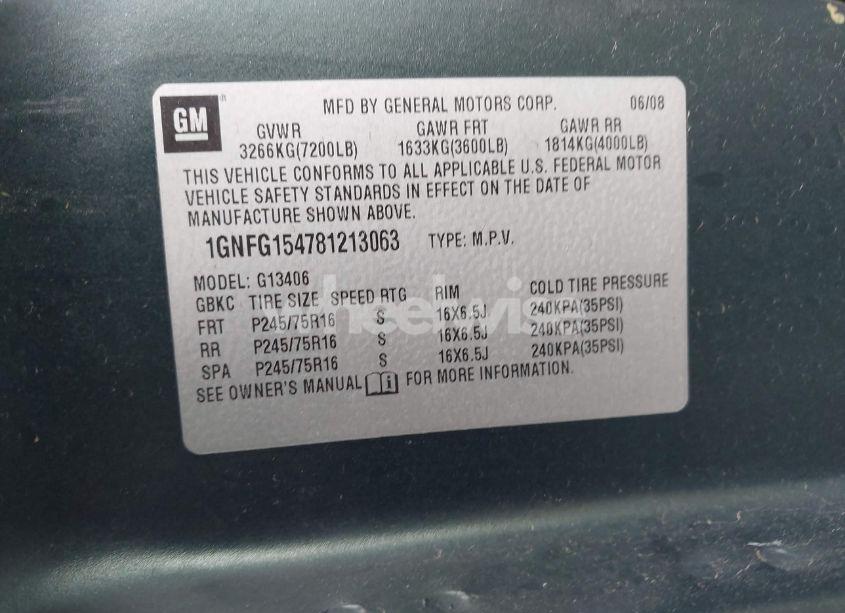 GM
MFD BY GENERAL MOTORS CORP. 06/08
GVWR GAWR FRT GAWR RR
3266KG(7200LB) 1633KG(3600LB) 1814KG(4000LB)
THIS VEHICLE CONFORMS TO ALL APPLICABLE U.S. FEDERAL MOTOR
VEHICLE SAFETY STANDARDS IN EFFECT ON THE DATE OF
MANUFACTURE SHOWN ABOVE.
1GNFG154781213063 TYPE: M.P.V.
MODEL: G13406
GBKC TIRE SIZE SPEED RTG RIM COLD TIRE PRESSURE
FRT P245/75R16 S 16X6.5J 240KPA(35PSI)
RR P245/75R16 S 16X6.5J 240KPA(35PSI)
SPA P245/75R16 S 16X6.5J 240KPA(35PSI)
SEE OWNER'S MANUAL FOR MORE INFORMATION.